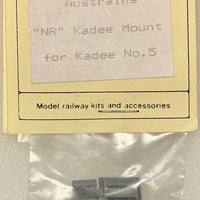 Austrains
"NR" Kadee Mount
for Kadee No.5
Model railway kits and accessories